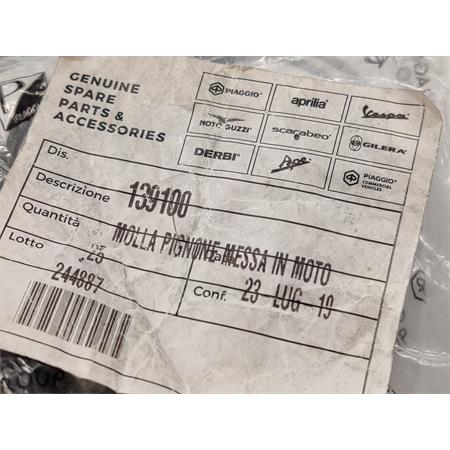 GENUINE
SPARE
PARTS &
ACCESSORIES
PIAGGIO aprilia Vespa
MOTO GUZZI scarabeo GILERA
DERBI Ape PIAGGIO COMMERCIAL VEHICLES
Dis. 139100
Descrizione MOLLA PIGNONE MESSA IN MOTO
Quantità 25
Lotto 244887 Conf. 23 LUG 19